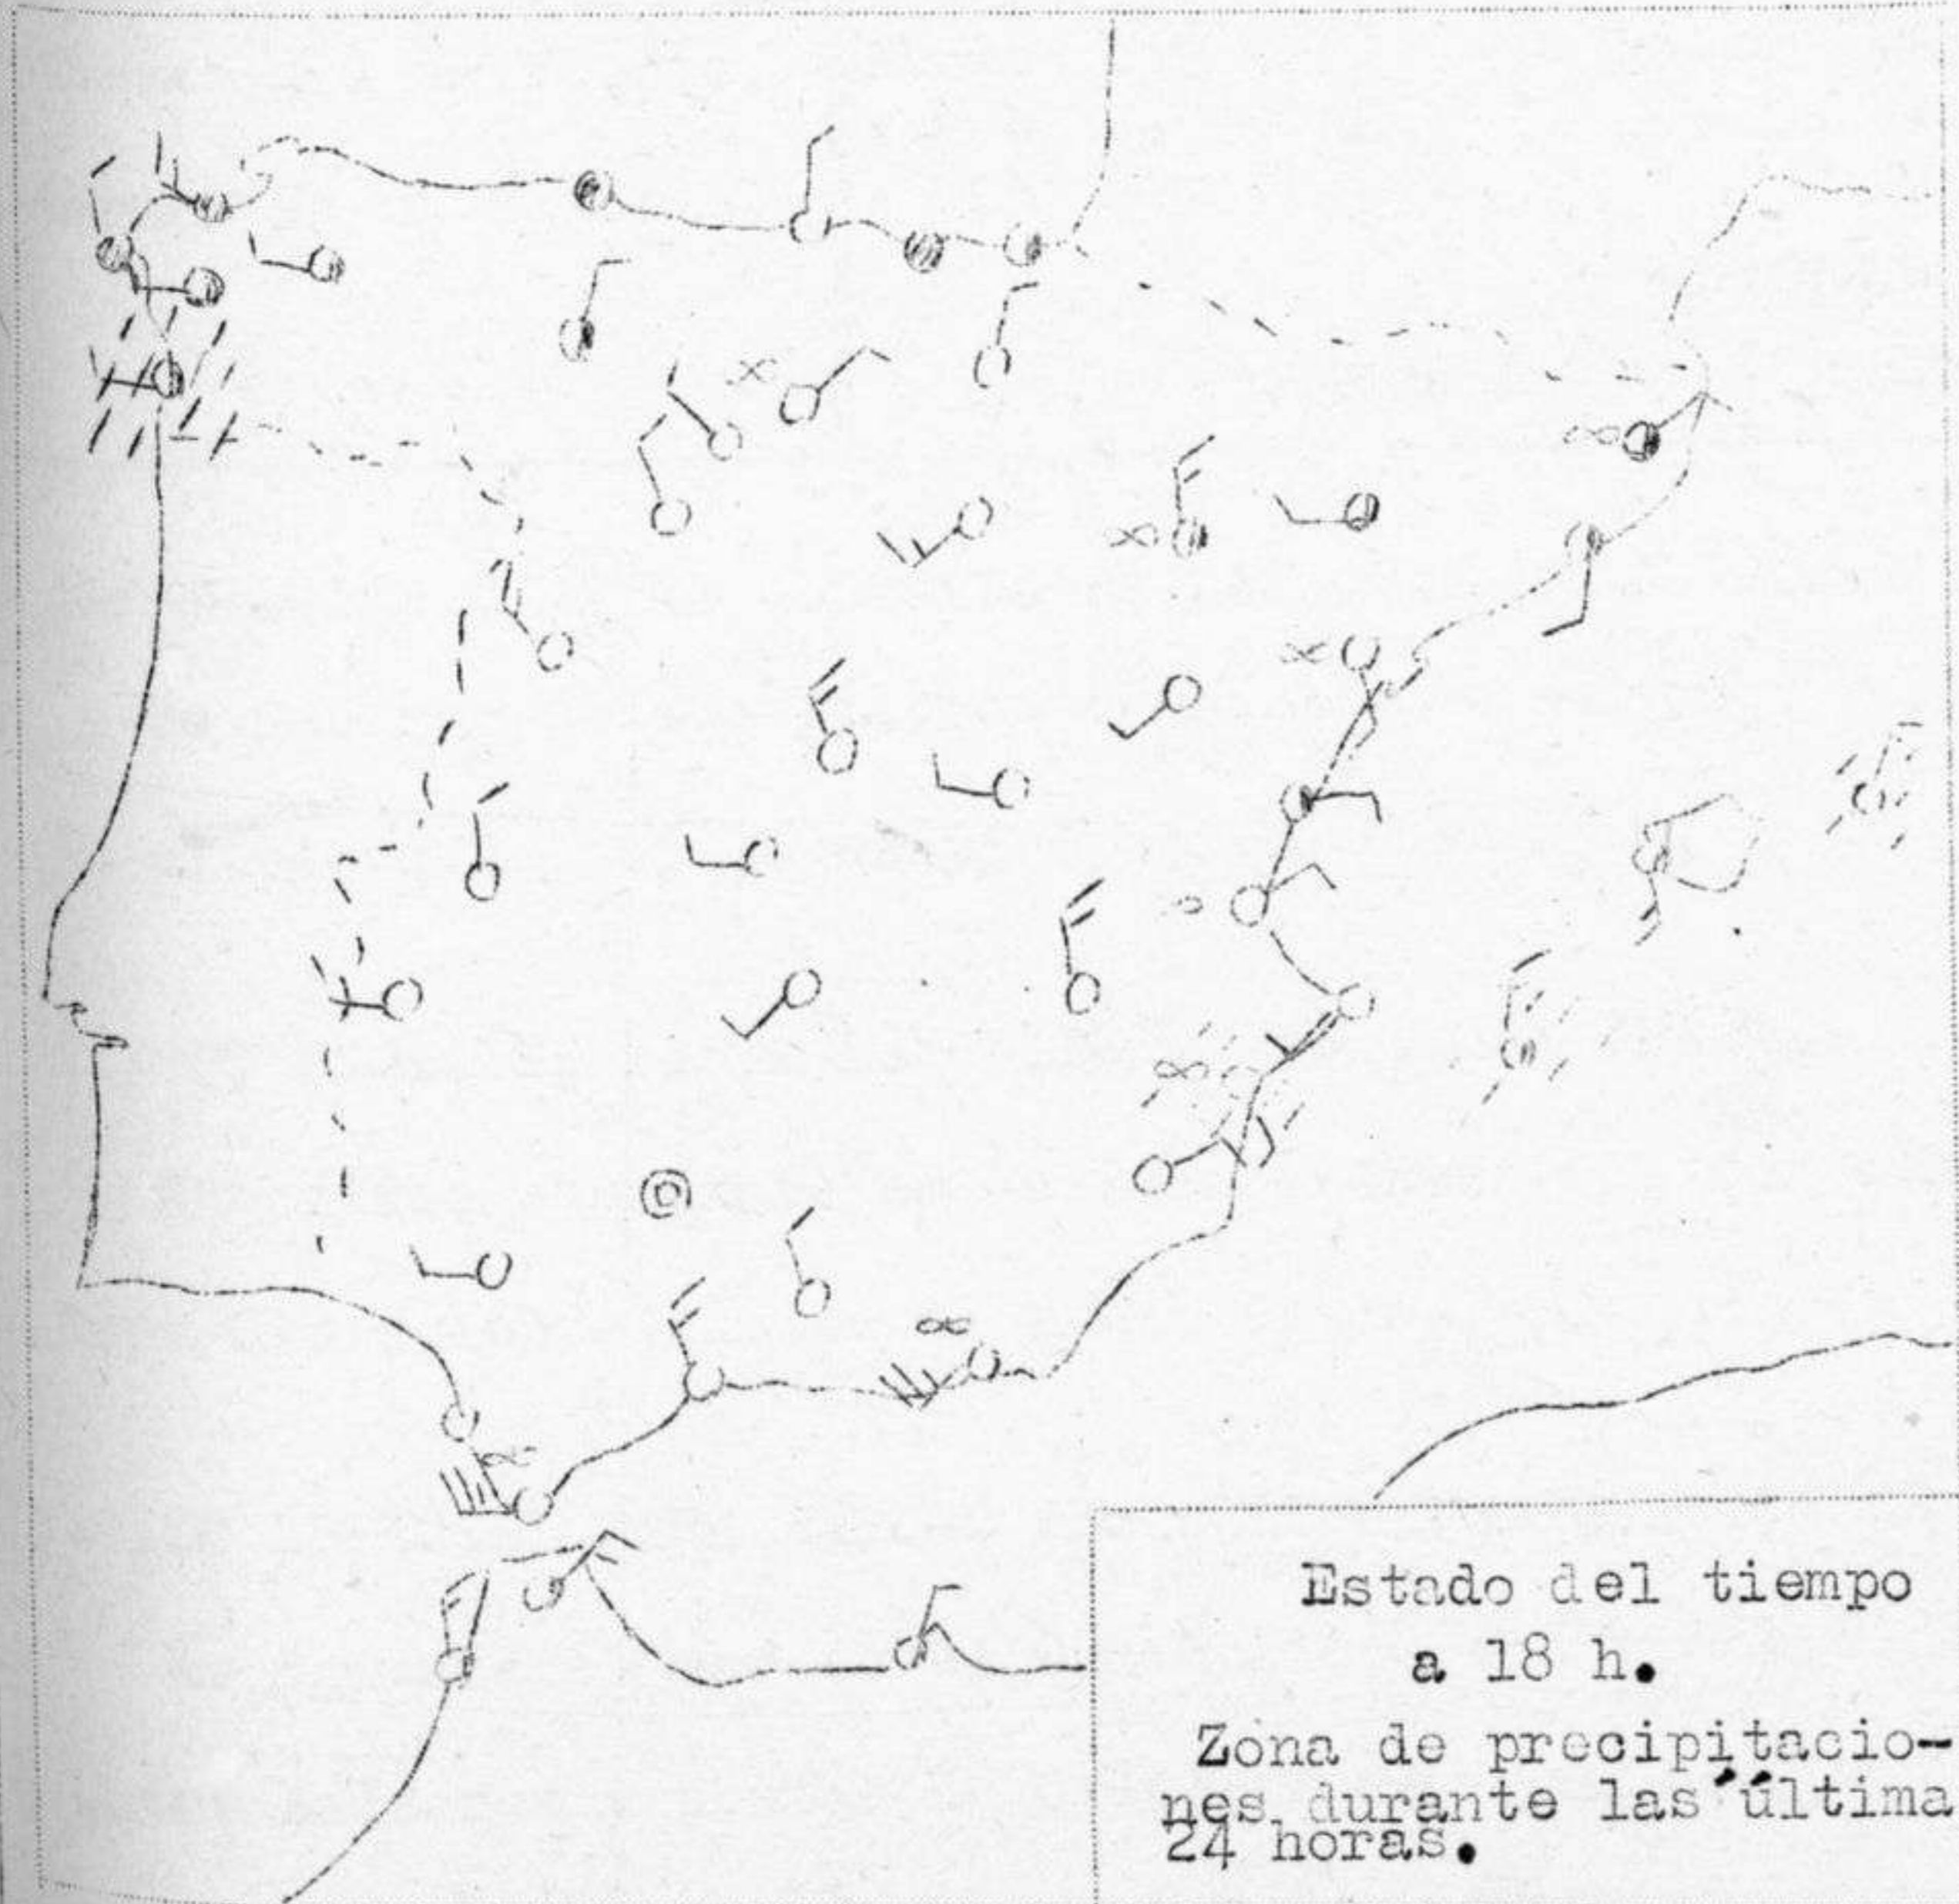 Estado del tiempo
a 18 h.
Zona de precipitacio-
nes durante las última
24 horas.